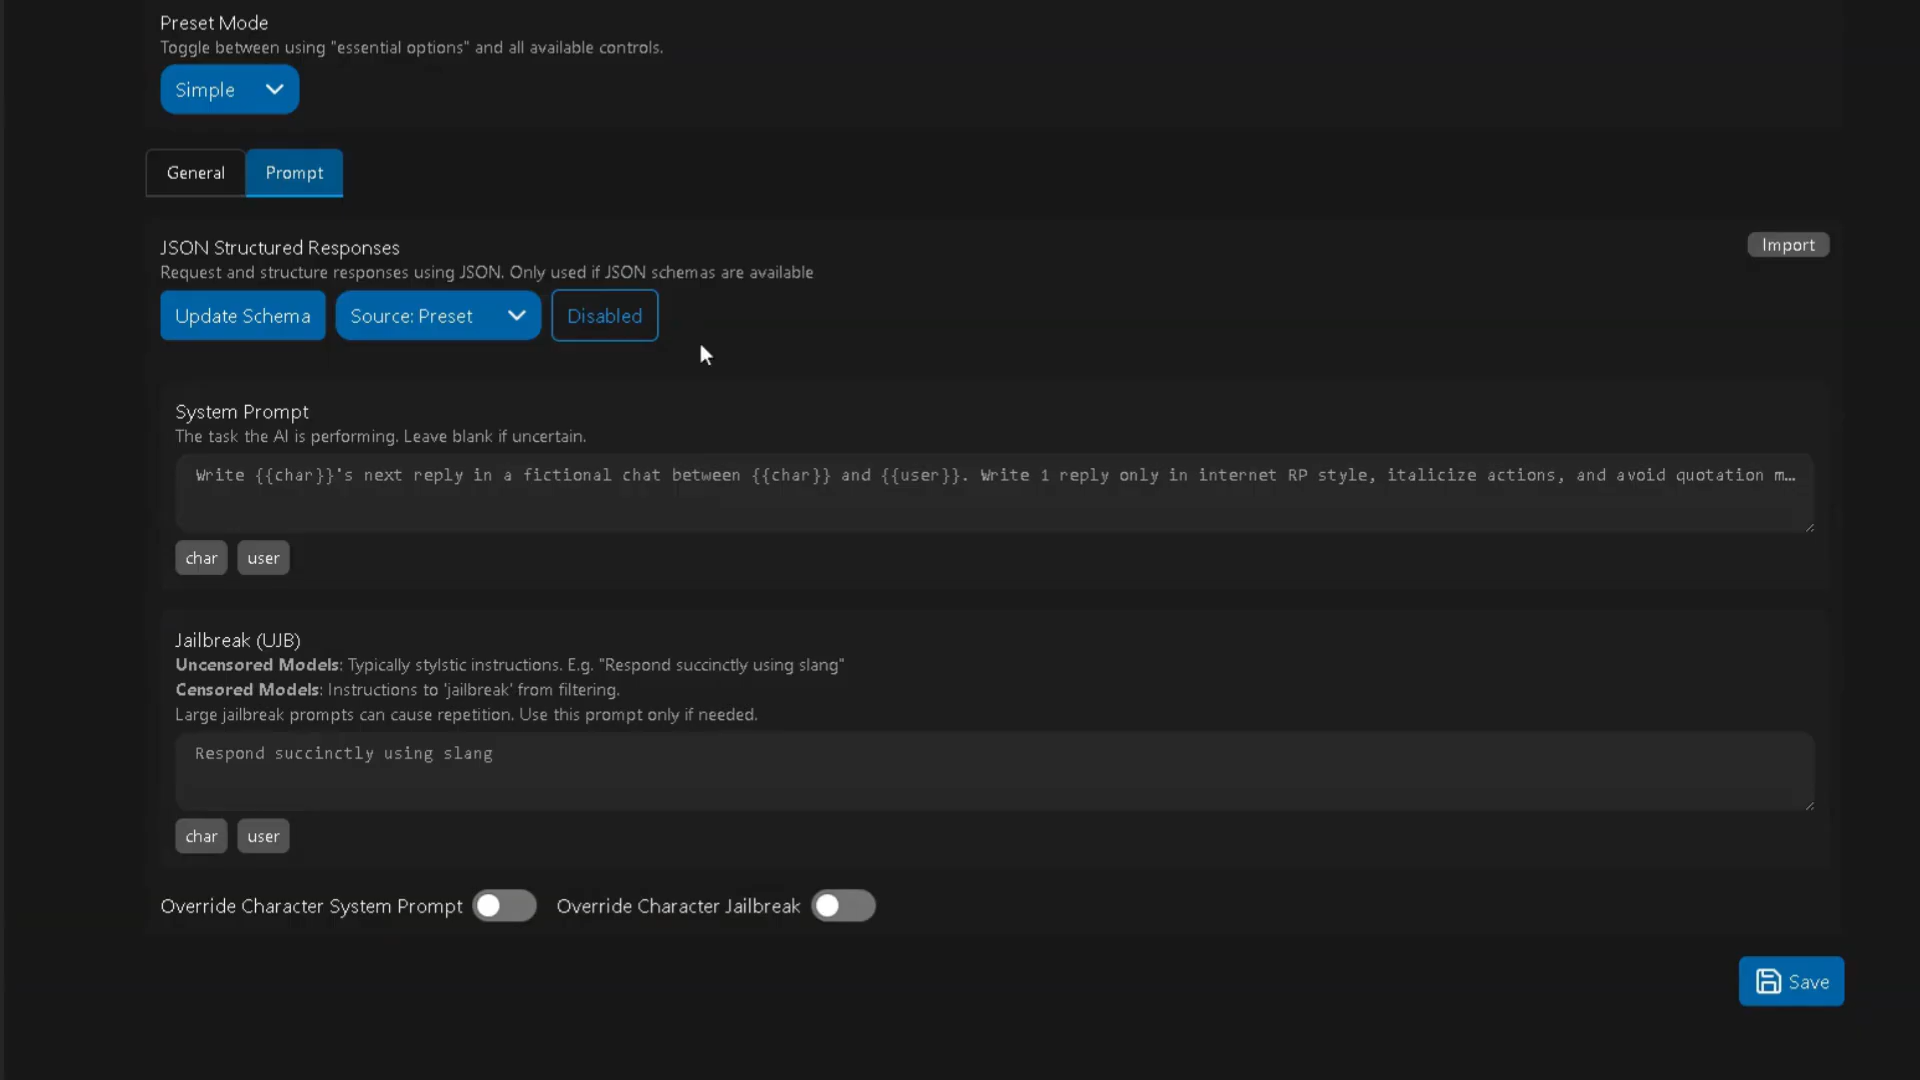 Preset Mode
Toggle between using "essential options" and all available controls.
Simple
General Prompt
JSON Structured Responses
Import
Request and structure responses using JSON. Only used if JSON schemas are available
Update Schema Source: Preset Disabled
System Prompt
The task the AI is performing. Leave blank if uncertain.
Write {{char}}'s next reply in a fictional chat between {{char}} and {{user}}. Write 1 reply only in internet RP style, italicize actions, and avoid quotation m…
char user
Jailbreak (UJB)
Uncensored Models: Typically stylstic instructions. E.g. "Respond succinctly using slang"
Censored Models: Instructions to 'jailbreak' from filtering.
Large jailbreak prompts can cause repetition. Use this prompt only if needed.
Respond succinctly using slang
char user
Override Character System Prompt Override Character Jailbreak
Save